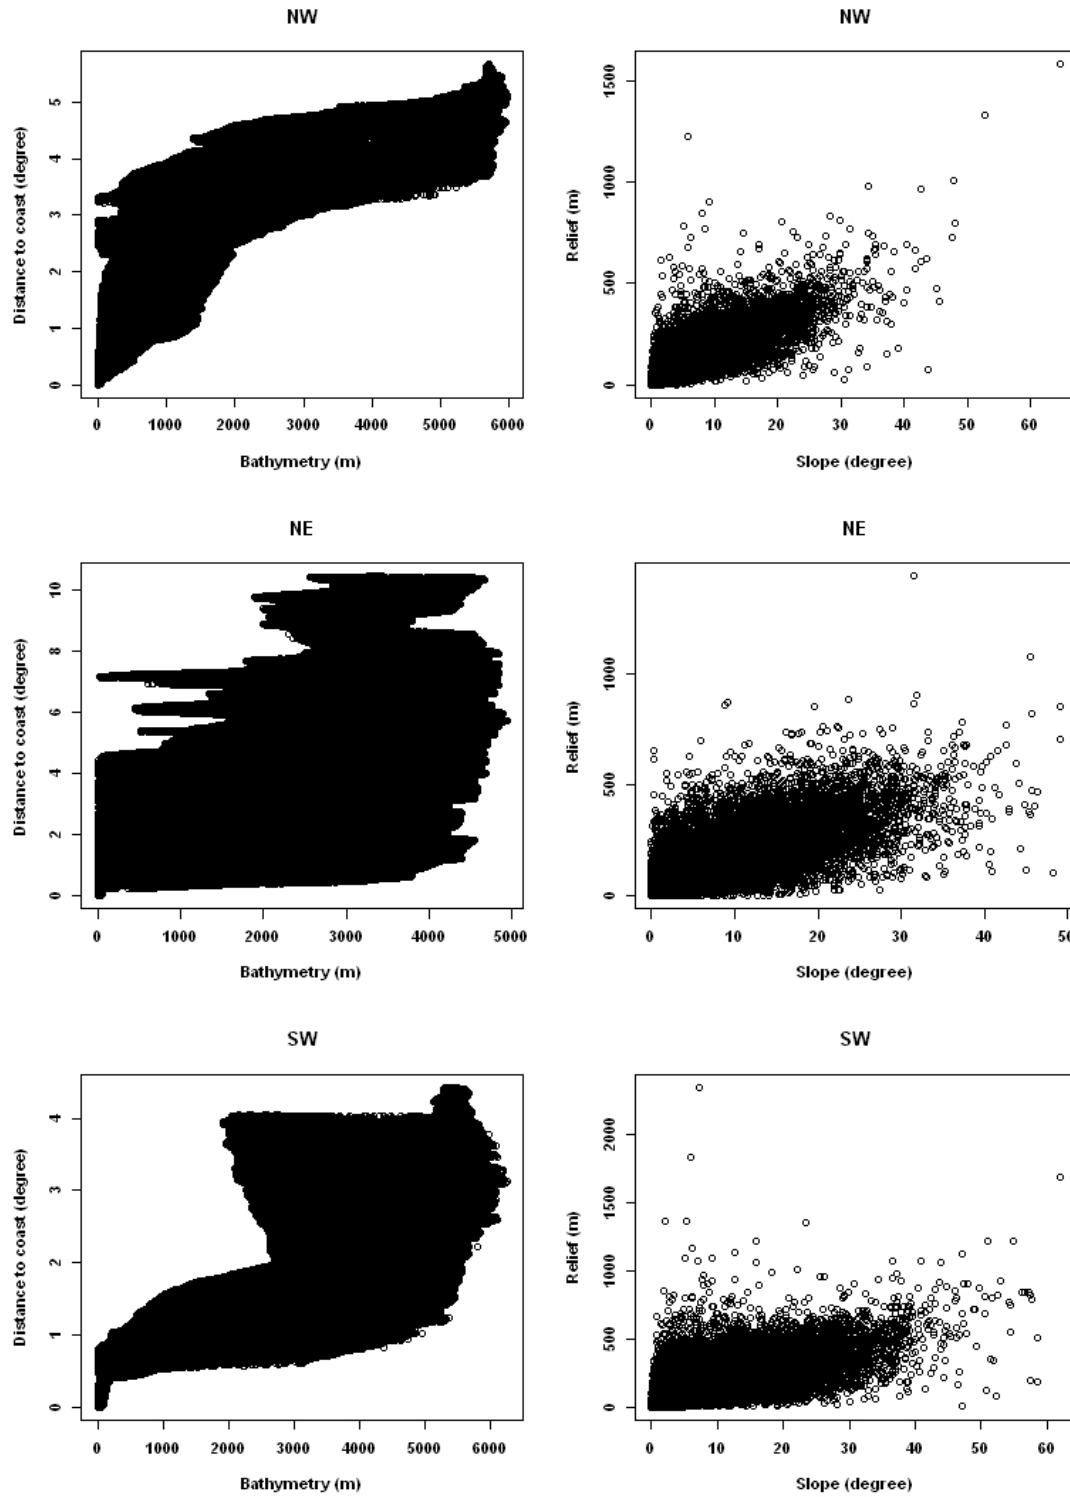 NW
Distance to coast (degree)
5
4
3
2
1
0
0 1000 2000 3000 4000 5000 6000
Bathymetry (m)
NW
Relief (m)
1500
1000
500
0
0 10 20 30 40 50 60
Slope (degree)
NE
Distance to coast (degree)
10
8
6
4
2
0
0 1000 2000 3000 4000 5000
Bathymetry (m)
NE
Relief (m)
1000
500
0
0 10 20 30 40 50
Slope (degree)
SW
Distance to coast (degree)
4
3
2
1
0
0 1000 2000 3000 4000 5000 6000
Bathymetry (m)
SW
Relief (m)
2000
1500
1000
500
0
0 10 20 30 40 50 60
Slope (degree)